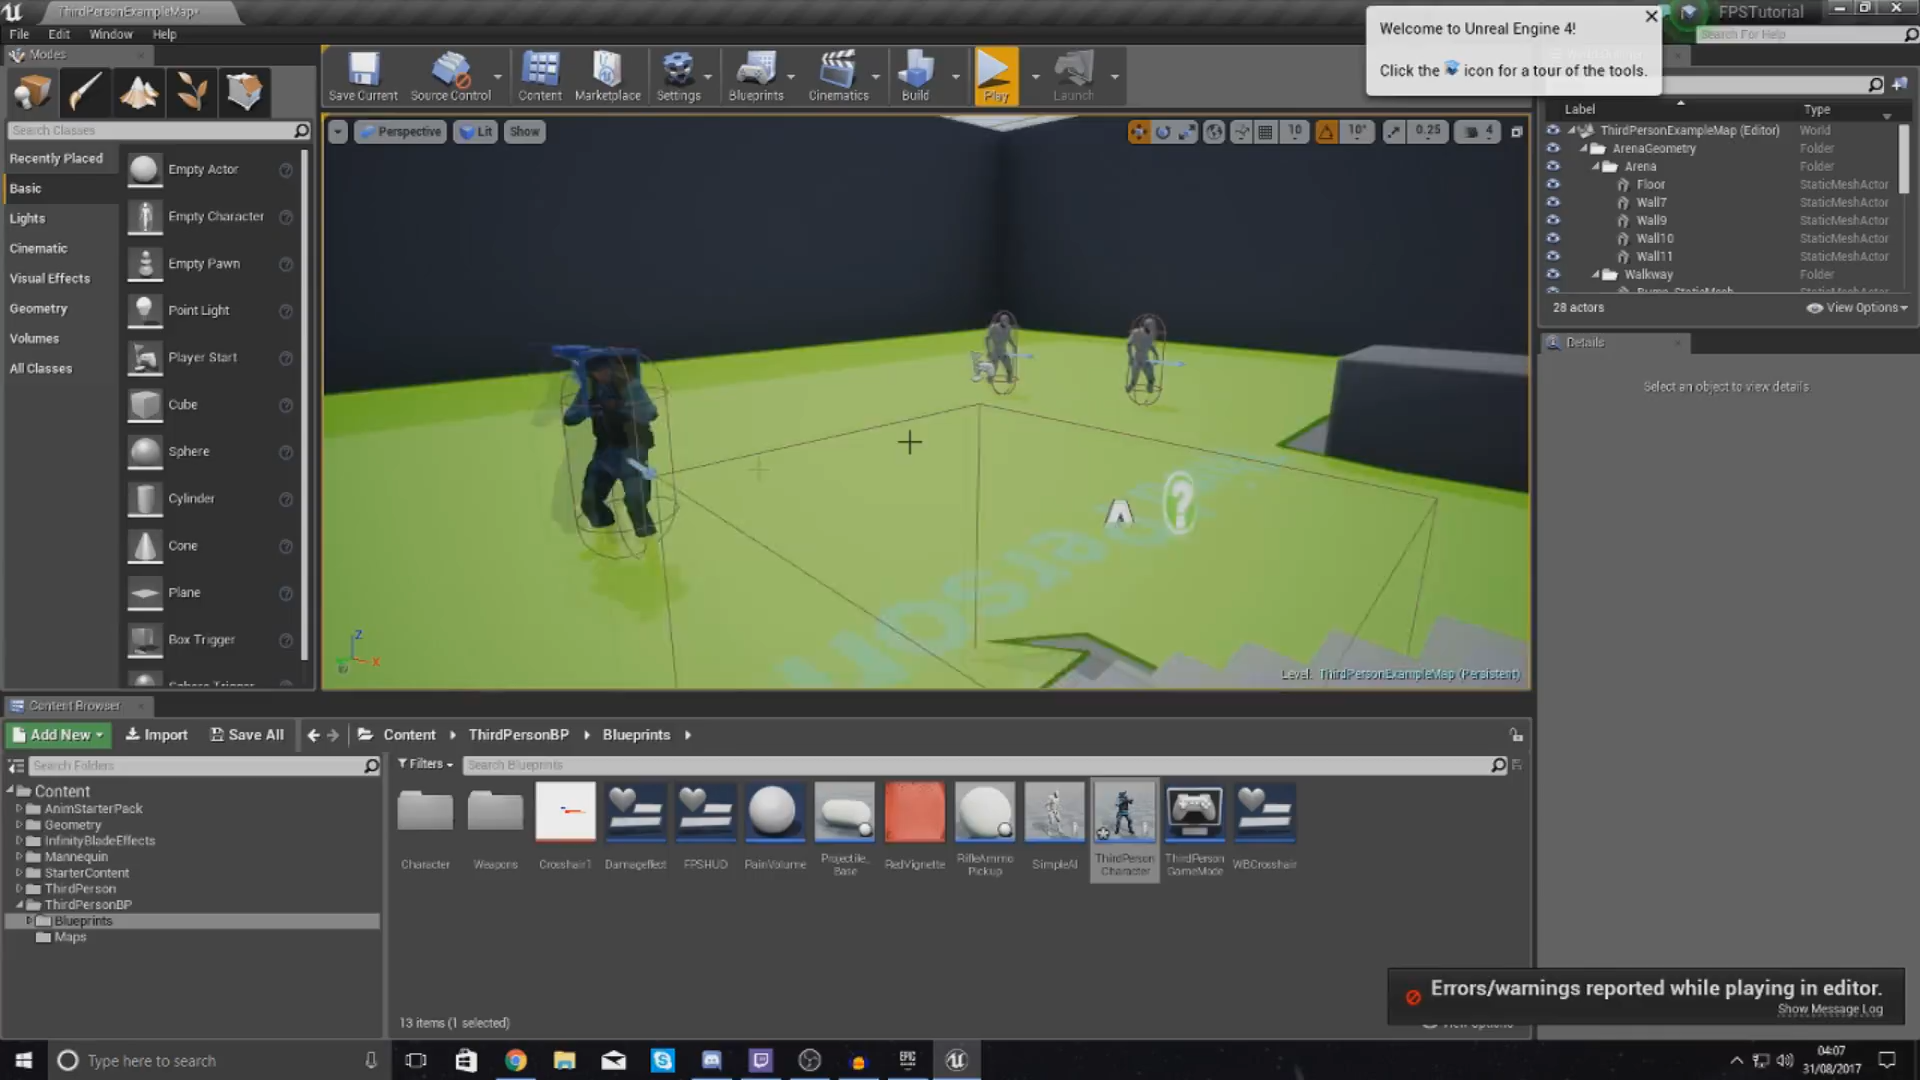 ThirdPersonExampleMap*
FPSTutorial
File Edit Window Help
Search For Help
Welcome to Unreal Engine 4!
Click the icon for a tour of the tools.
Modes
Save Current
Source Control
Content
Marketplace
Settings
Blueprints
Cinematics
Build
Play
Launch
Search Classes
Recently Placed
Basic
Lights
Cinematic
Visual Effects
Geometry
Volumes
All Classes
Empty Actor
Empty Character
Empty Pawn
Point Light
Player Start
Cube
Sphere
Cylinder
Cone
Plane
Box Trigger
Sphere Trigger
Perspective Lit Show
10 10° 0.25 4
Level: ThirdPersonExampleMap (Persistent)
Label Type
ThirdPersonExampleMap (Editor) World
ArenaGeometry Folder
Arena Folder
Floor StaticMeshActor
Wall7 StaticMeshActor
Wall9 StaticMeshActor
Wall10 StaticMeshActor
Wall11 StaticMeshActor
Walkway Folder
Bump_StaticMesh
28 actors
View Options
Details
Select an object to view details
Content Browser
Add New Import Save All Content ThirdPersonBP Blueprints
Search Folders
Filters Search Blueprints
Content
AnimStarterPack
Geometry
InfinityBladeEffects
Mannequin
StarterContent
ThirdPerson
ThirdPersonBP
Blueprints
Maps
Character
Weapons
Crosshair1
Dameffect
FPSHUD
PainVolume
Projectile_
Base
RedVignette
RifleAmmo
Pickup
SimpleAI
ThirdPerson
Character
ThirdPerson
GameMode
WBCrosshair
13 items (1 selected)
View Options
Errors/warnings reported while playing in editor.
Show Message Log
Type here to search
EPIC
GAMES
04:07
31/08/2017